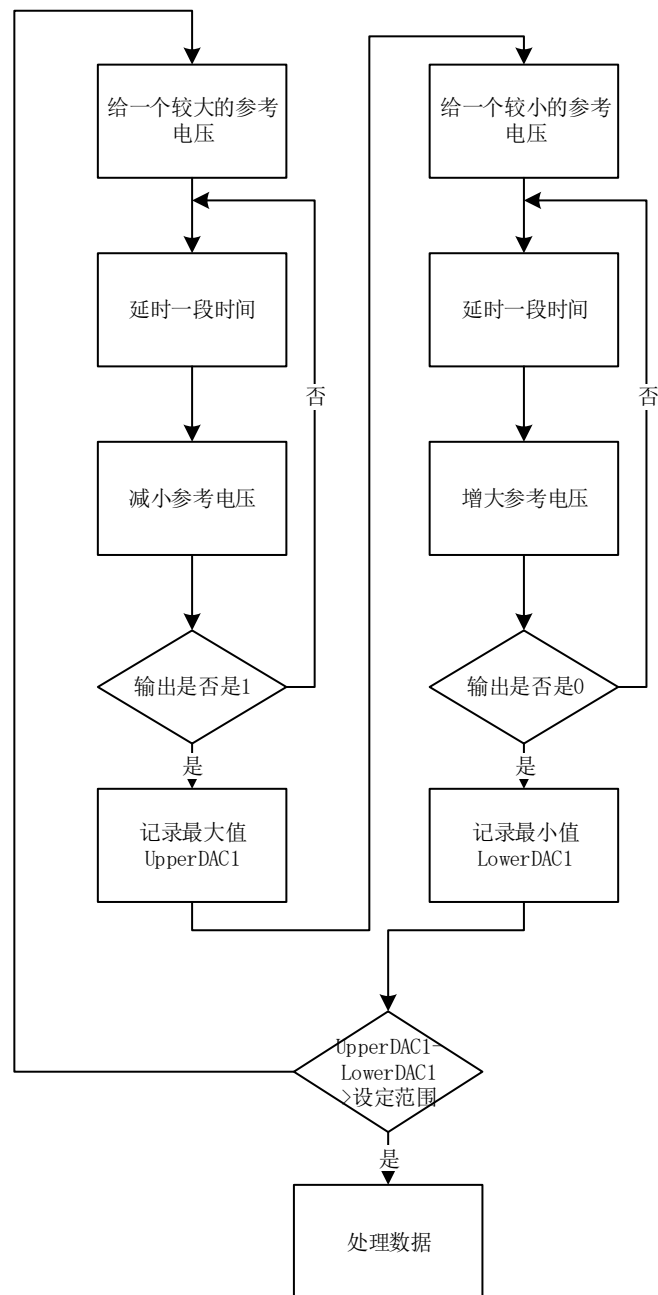 给一个较大的参考
电压
延时一段时间
否
减小参考电压
输出是否是1
是
记录最大值
UpperDAC1
给一个较小的参考
电压
延时一段时间
否
增大参考电压
输出是否是0
是
记录最小值
LowerDAC1
UpperDAC1-
LowerDAC1
>设定范围
是
处理数据